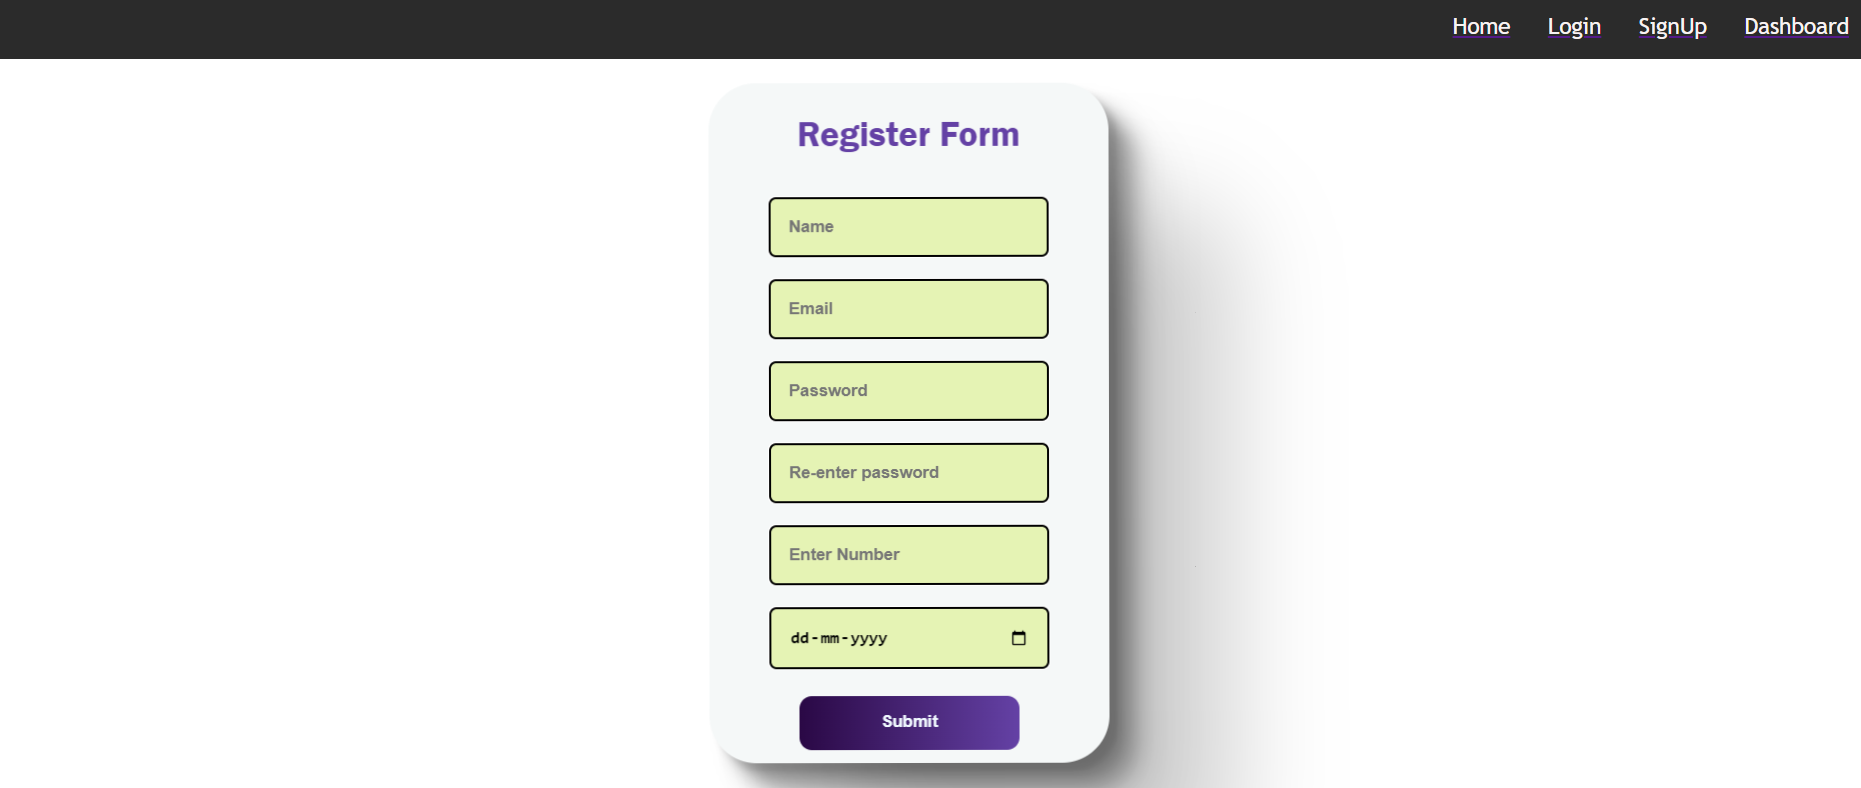 Home Login SignUp Dashboard
Register Form
Name
Email
Password
Re-enter password
Enter Number
dd-mm-yyyy
Submit